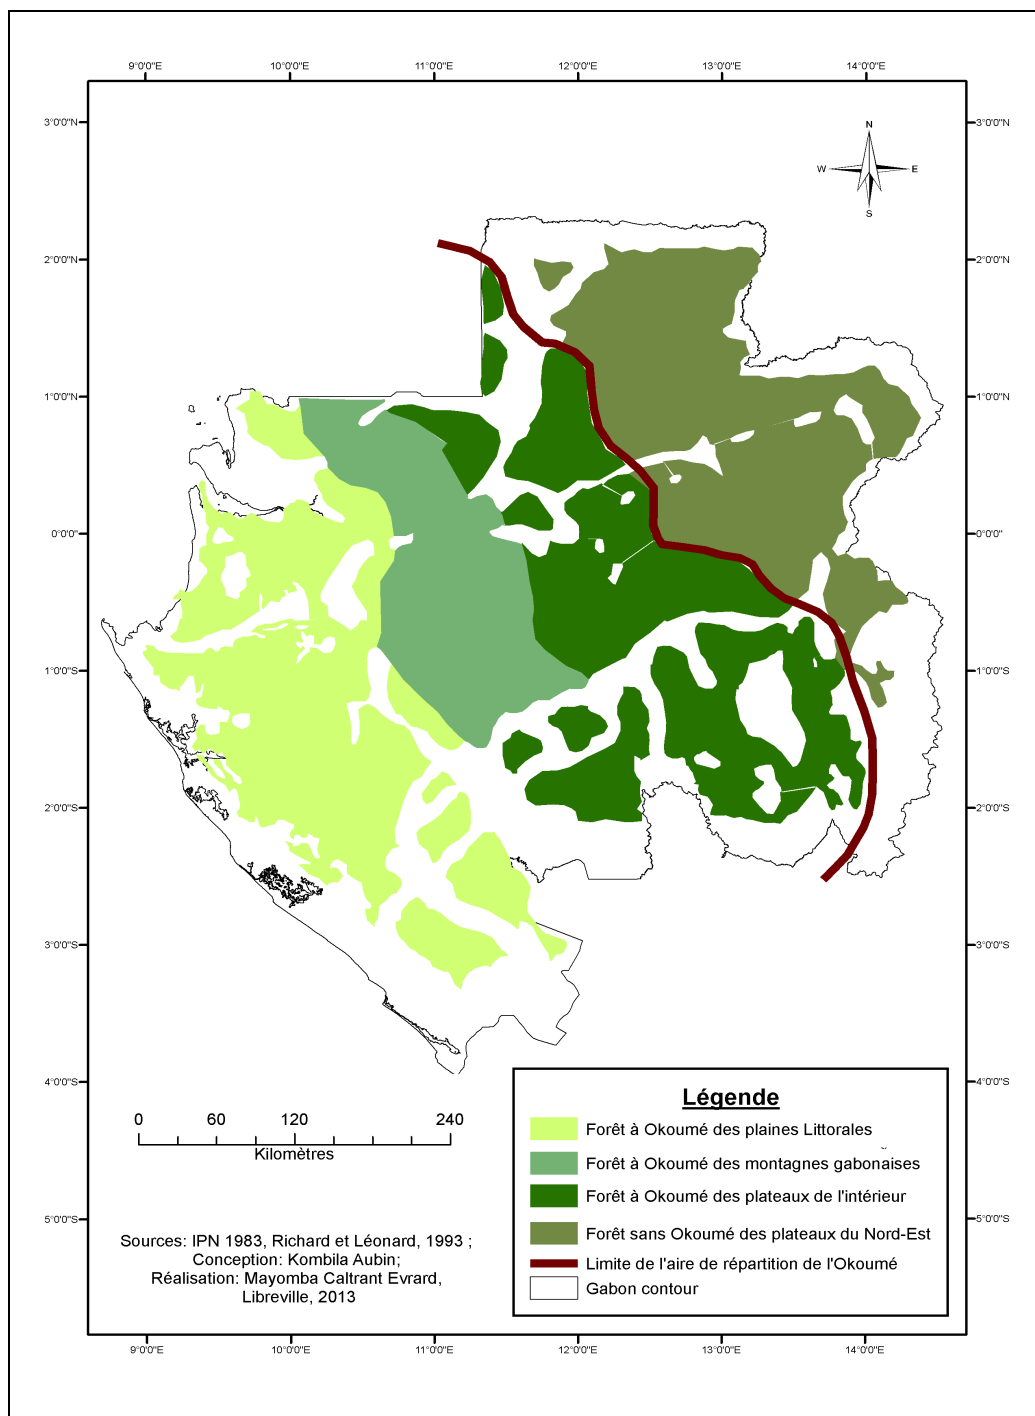 9°0'0"E 10°0'0"E 11°0'0"E 12°0'0"E 13°0'0"E 14°0'0"E
3°0'0"N 3°0'0"N
N
W E
S
2°0'0"N 2°0'0"N
1°0'0"N 1°0'0"N
0°0'0" 0°0'0"
1°0'0"S 1°0'0"S
2°0'0"S 2°0'0"S
3°0'0"S 3°0'0"S
4°0'0"S 4°0'0"S
5°0'0"S 5°0'0"S
0 60 120 240
Kilomètres
Sources: IPN 1983, Richard et Léonard, 1993 ;
Conception: Kombila Aubin;
Réalisation: Mayomba Caltrant Evrard,
Libreville, 2013
Légende
Forêt à Okoumé des plaines Littorales
Forêt à Okoumé des montagnes gabonaises
Forêt à Okoumé des plateaux de l'intérieur
Forêt sans Okoumé des plateaux du Nord-Est
Limite de l'aire de répartition de l'Okoumé
Gabon contour
9°0'0"E 10°0'0"E 11°0'0"E 12°0'0"E 13°0'0"E 14°0'0"E